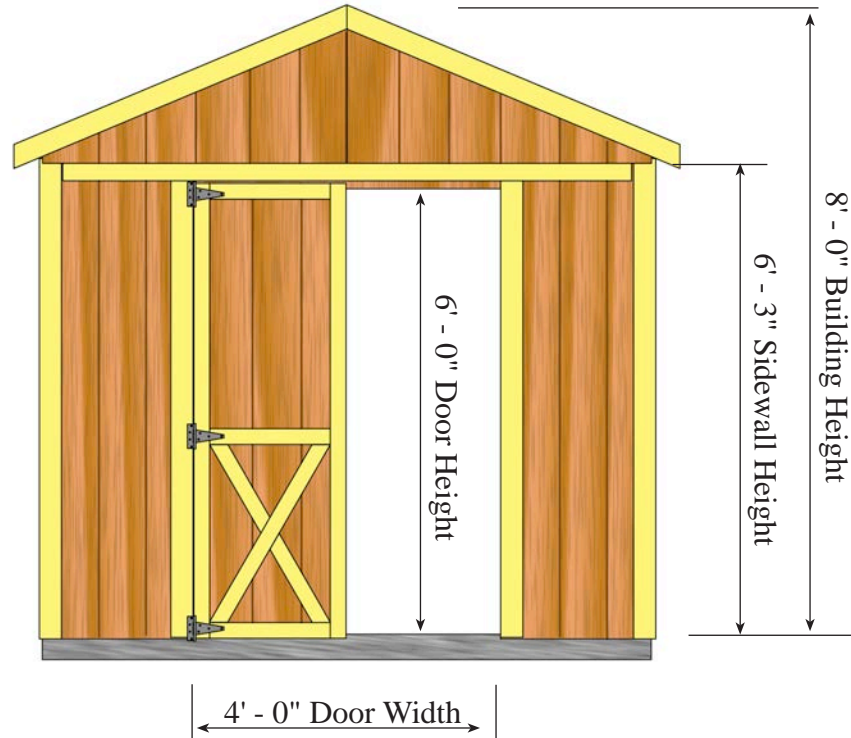 8' - 0" Building Height
6' - 3" Sidewall Height
6' - 0" Door Height
4' - 0" Door Width